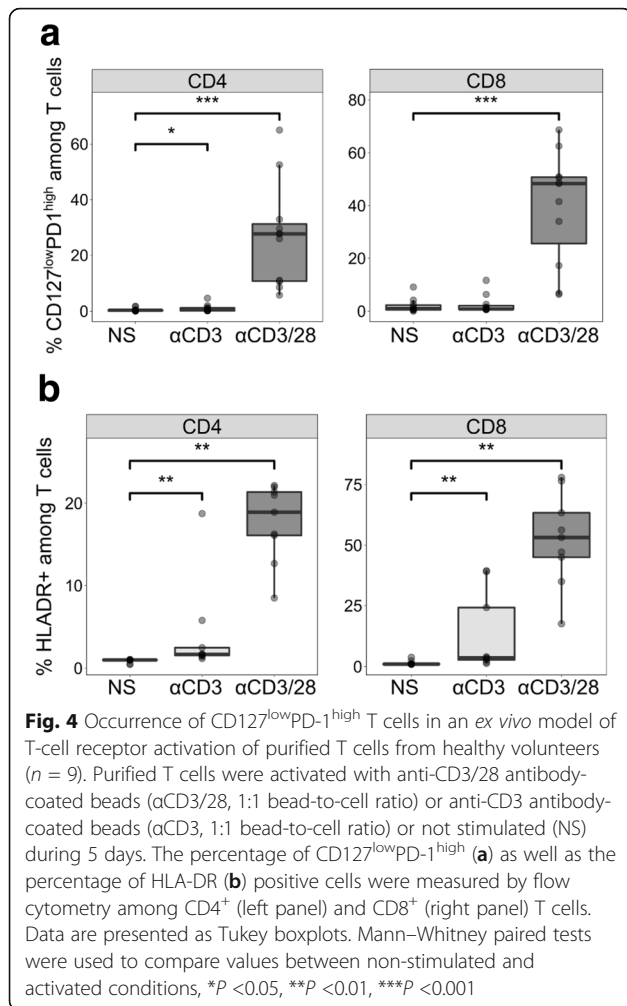 a
CD4 CD8
*** ***
*
% CD127lowPD1high among T cells
60
40
20
0
80
60
40
20
0
NS αCD3 αCD3/28 NS αCD3 αCD3/28
b
CD4 CD8
** **
** **
% HLADR+ among T cells
20
10
0
75
50
25
0
NS αCD3 αCD3/28 NS αCD3 αCD3/28
Fig. 4 Occurrence of CD127lowPD-1high T cells in an ex vivo model of
T-cell receptor activation of purified T cells from healthy volunteers
(n = 9). Purified T cells were activated with anti-CD3/28 antibody-
coated beads (αCD3/28, 1:1 bead-to-cell ratio) or anti-CD3 antibody-
coated beads (αCD3, 1:1 bead-to-cell ratio) or not stimulated (NS)
during 5 days. The percentage of CD127lowPD-1high (a) as well as the
percentage of HLA-DR (b) positive cells were measured by flow
cytometry among CD4+ (left panel) and CD8+ (right panel) T cells.
Data are presented as Tukey boxplots. Mann–Whitney paired tests
were used to compare values between non-stimulated and
activated conditions, *P <0.05, **P <0.01, ***P <0.001